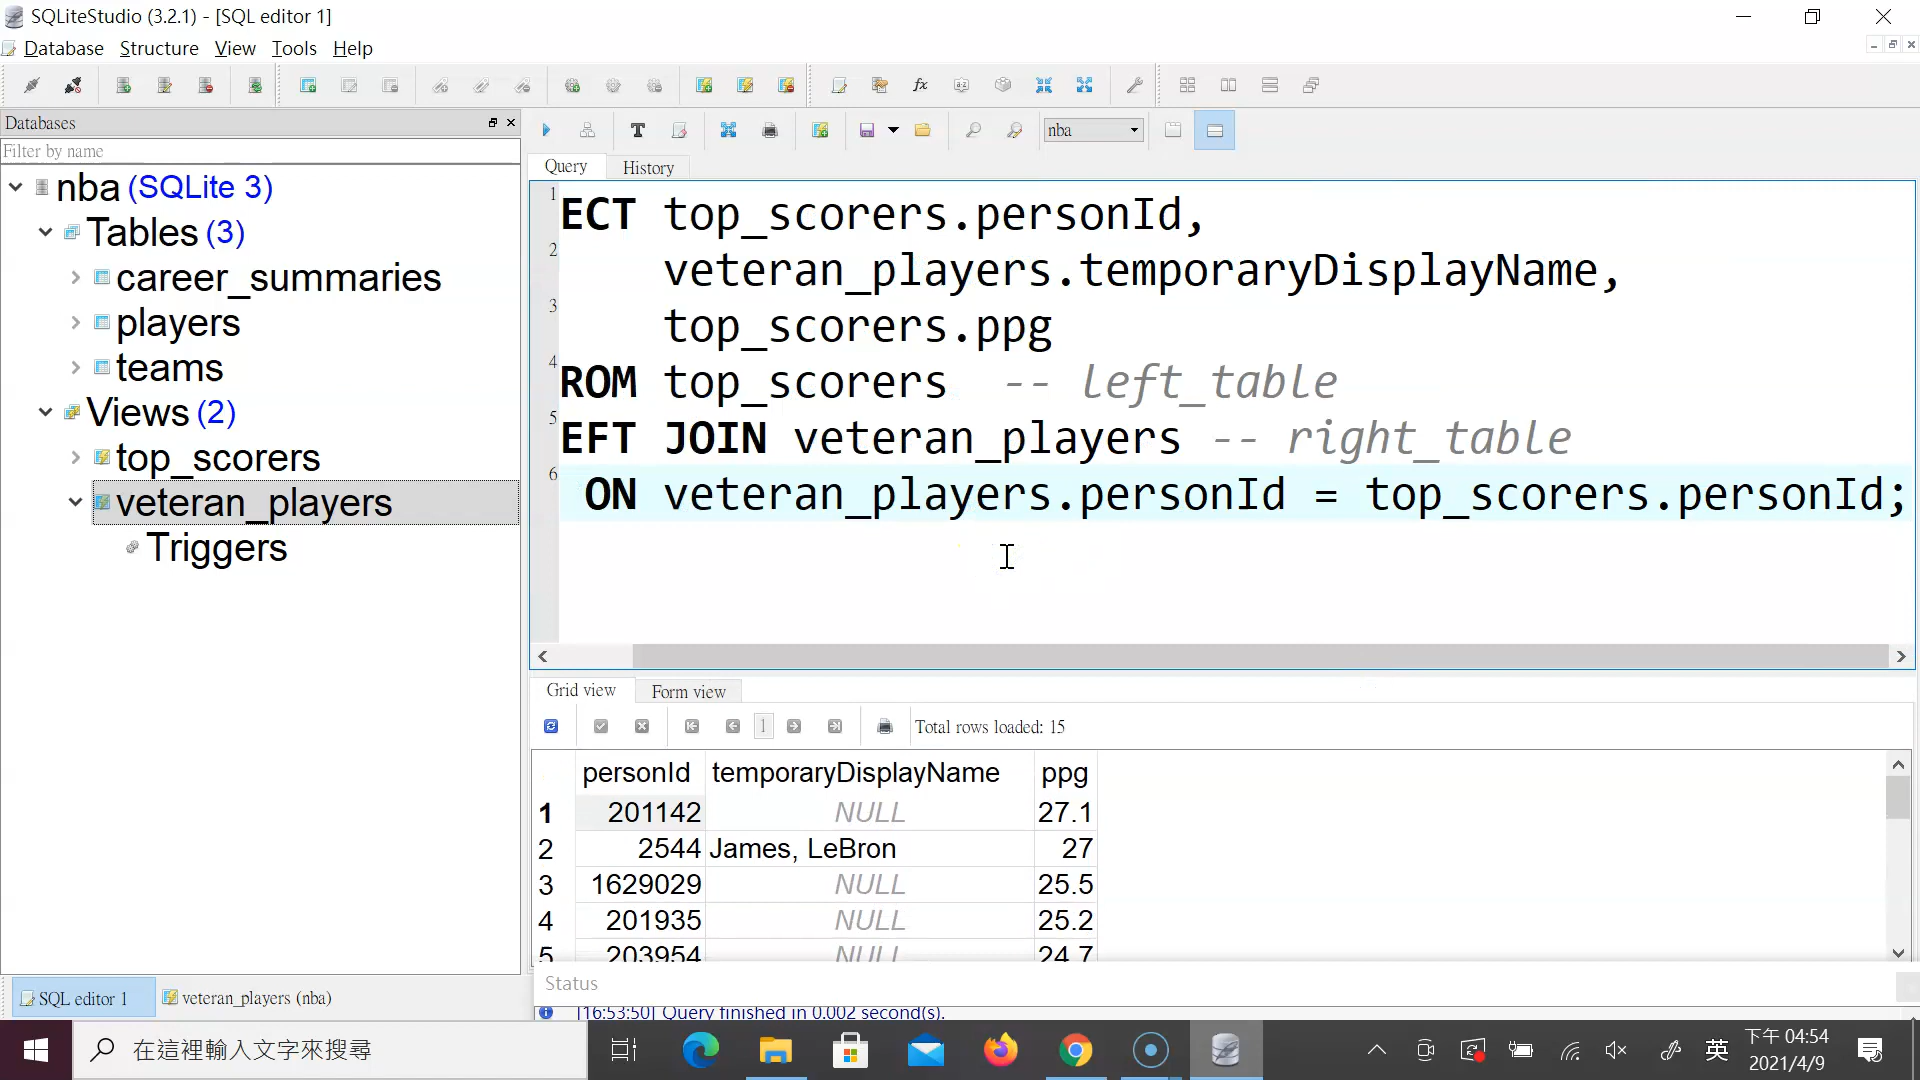 SQLiteStudio (3.2.1) - [SQL editor 1]
Database Structure View Tools Help
Databases
Filter by name
nba (SQLite 3)
Tables (3)
career_summaries
players
teams
Views (2)
top_scorers
veteran_players
Triggers
nba
Query History
1 ECT top_scorers.personId,
2 veteran_players.temporaryDisplayName,
3 top_scorers.ppg
4 ROM top_scorers -- left_table
5 EFT JOIN veteran_players -- right_table
6 ON veteran_players.personId = top_scorers.personId;
Grid view Form view
1 Total rows loaded: 15
personId temporaryDisplayName ppg
1 201142 NULL 27.1
2 2544 James, LeBron 27
3 1629029 NULL 25.5
4 201935 NULL 25.2
5 203954 NULL 24.7
Status
[16:53:50] Query finished in 0.002 second(s).
SQL editor 1 veteran_players (nba)
在這裡輸入文字來搜尋
英
下午 04:54
2021/4/9